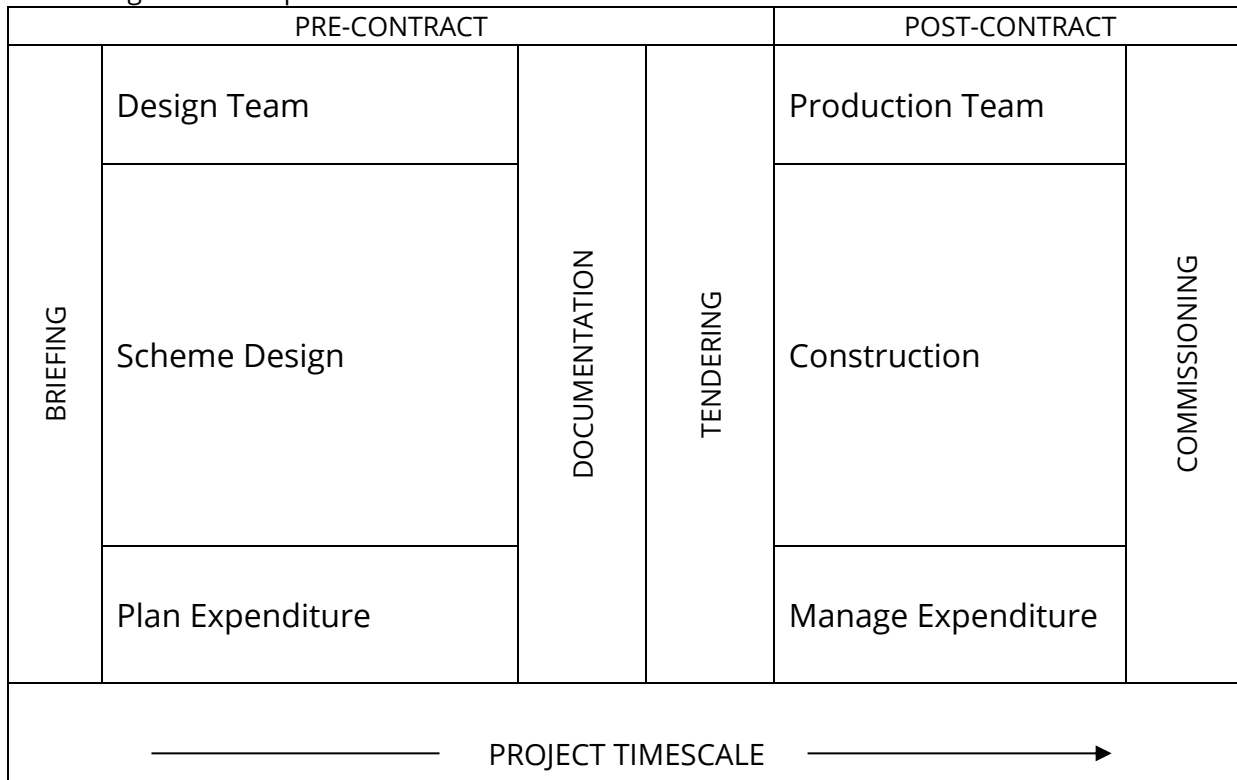 PRE-CONTRACT
POST-CONTRACT
BRIEFING
Design Team
Scheme Design
Plan Expenditure
DOCUMENTATION
TENDERING
Production Team
Construction
Manage Expenditure
COMMISSIONING
PROJECT TIMESCALE